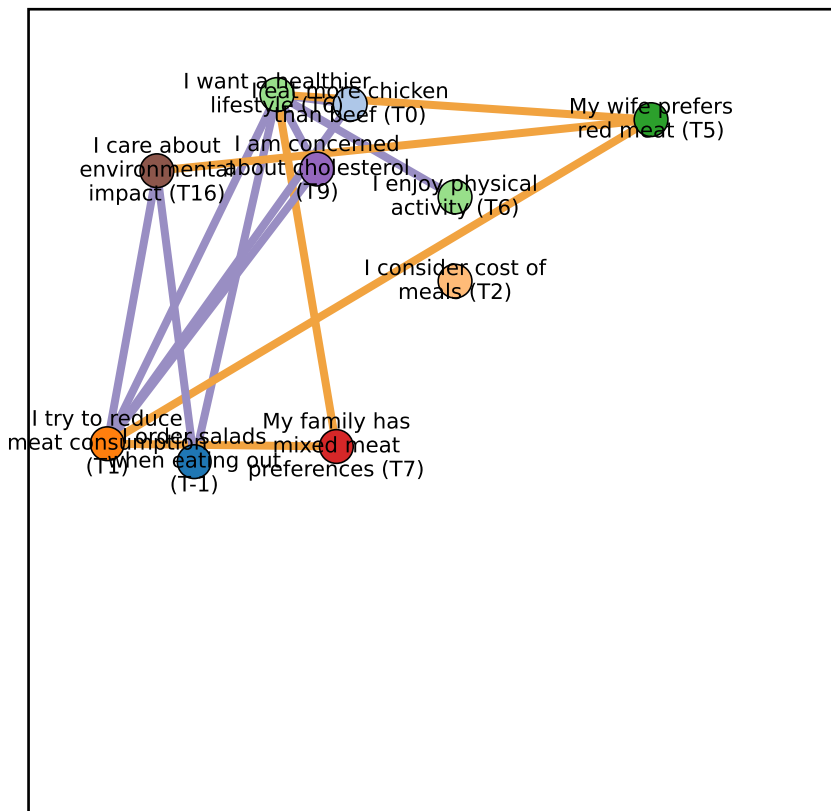 I want a healthier
lifestyle (T6)
I eat more chicken
than beef (T0)
My wife prefers
red meat (T5)
I care about
environmental
impact (T16)
I am concerned
about cholesterol
(T9)
I enjoy physical
activity (T6)
I consider cost of
meals (T2)
I try to reduce
meat consumption
(T1)
I order salads
when eating out
(T-1)
My family has
mixed meat
preferences (T7)